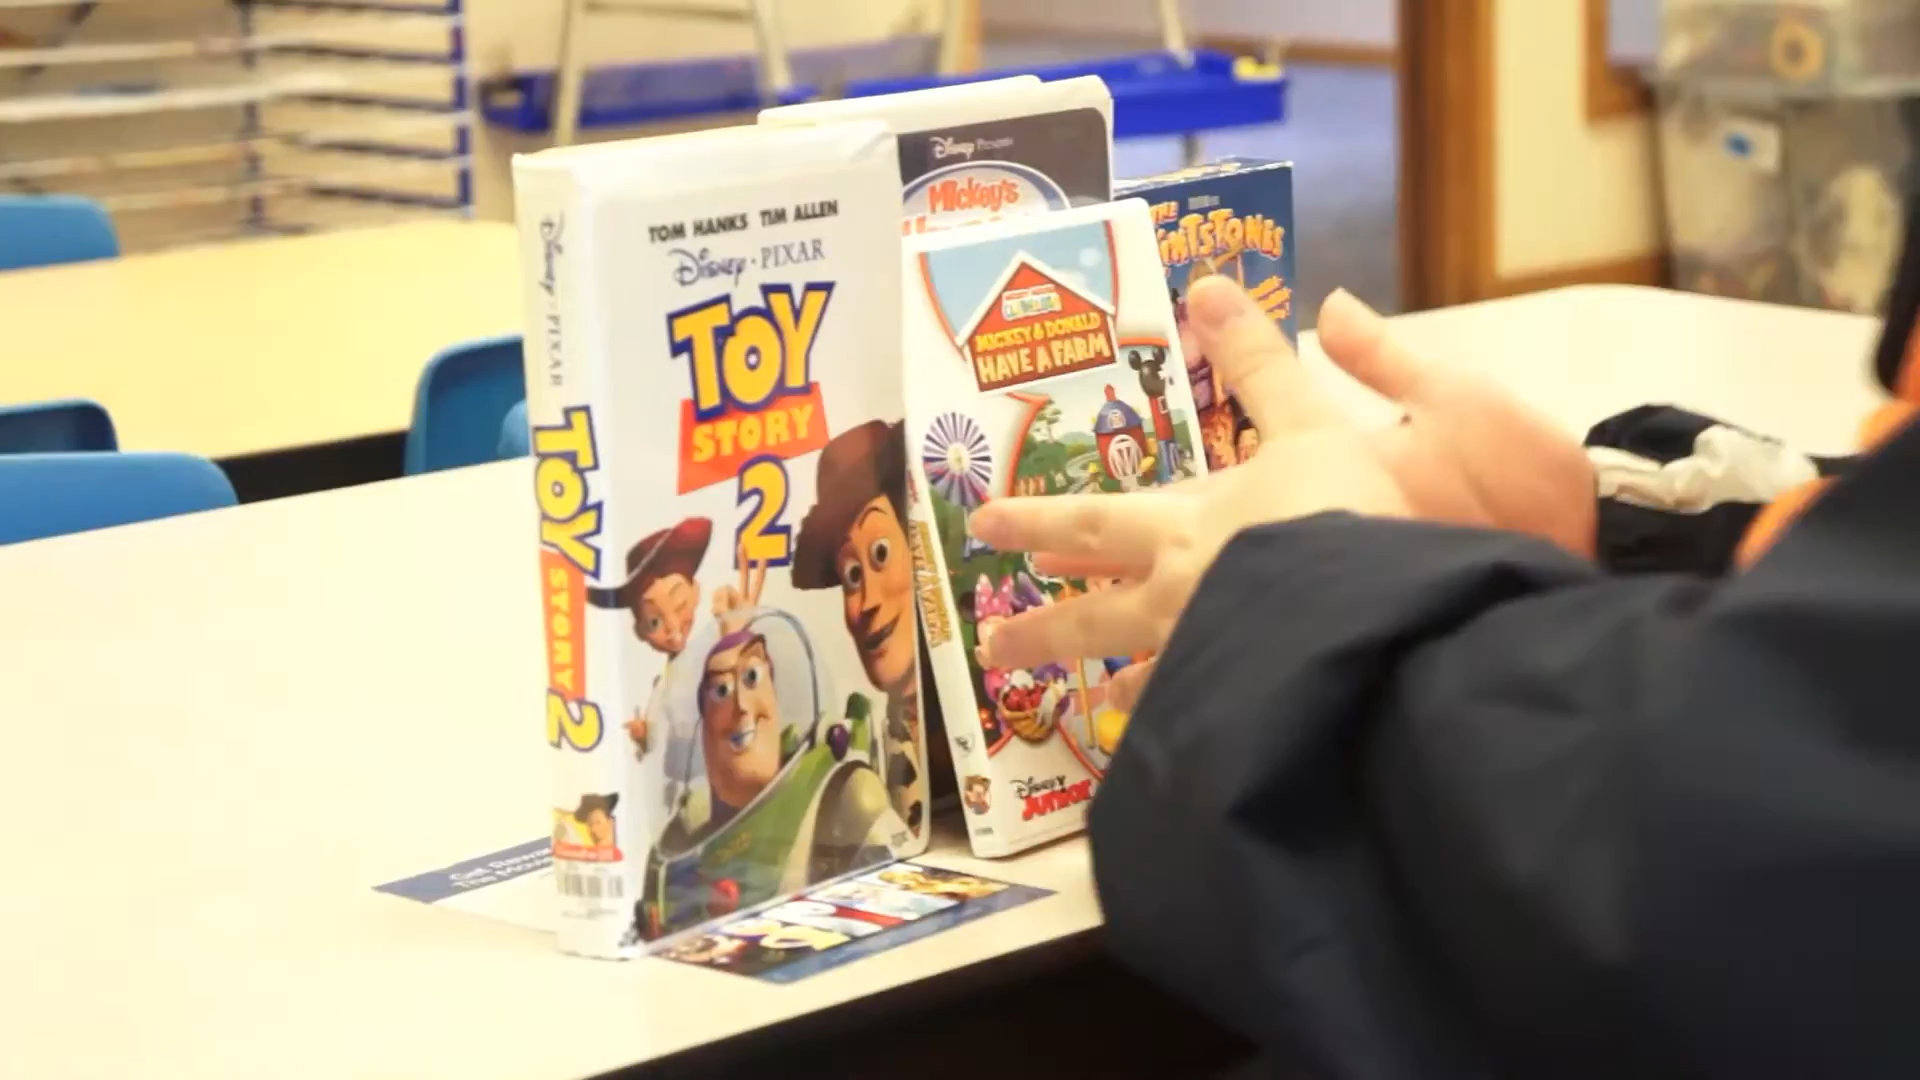 TOM HANKS TIM ALLEN
Disney · PIXAR
TOY
STORY
2
Disney · PIXAR
TOY
STORY
2
Disney Presents
Mickey's
MICKEY & DONALD
HAVE A FARM
Disney
JUNIOR
M
THE